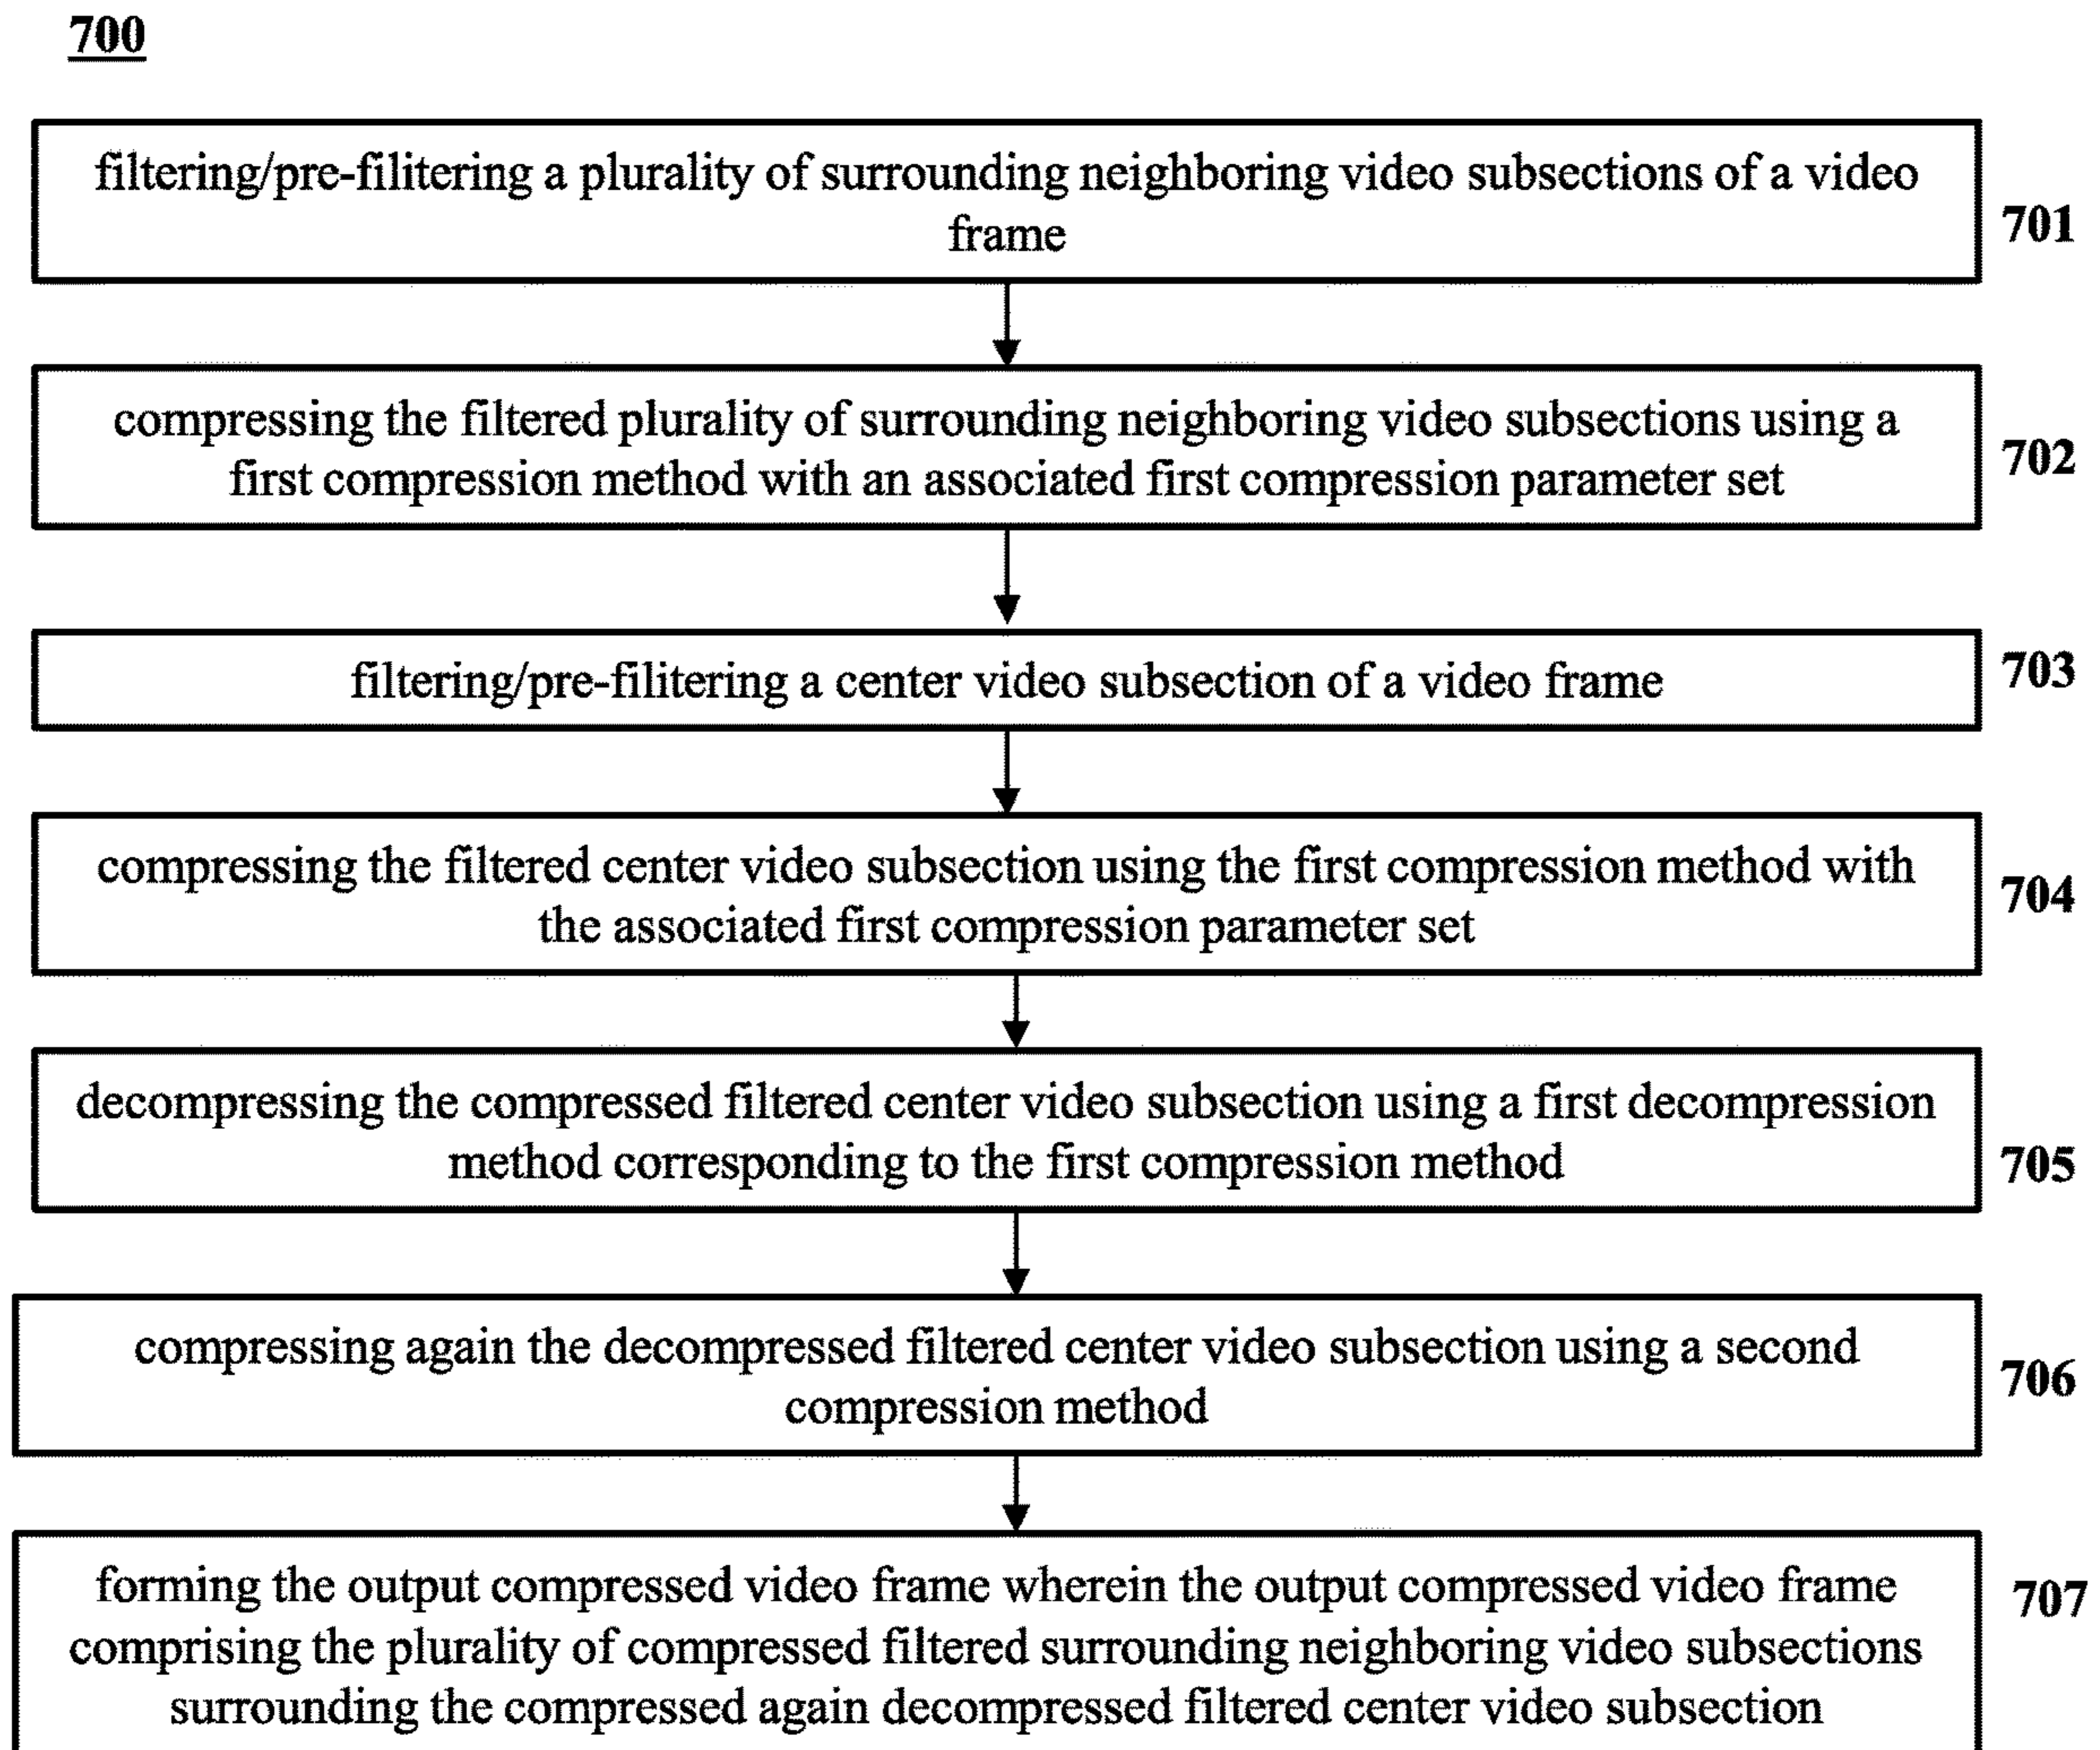 700
filtering/pre-filitering a plurality of surrounding neighboring video subsections of a video
frame
701
compressing the filtered plurality of surrounding neighboring video subsections using a
first compression method with an associated first compression parameter set
702
filtering/pre-filitering a center video subsection of a video frame
703
compressing the filtered center video subsection using the first compression method with
the associated first compression parameter set
704
decompressing the compressed filtered center video subsection using a first decompression
method corresponding to the first compression method
705
compressing again the decompressed filtered center video subsection using a second
compression method
706
forming the output compressed video frame wherein the output compressed video frame
comprising the plurality of compressed filtered surrounding neighboring video subsections
surrounding the compressed again decompressed filtered center video subsection
707